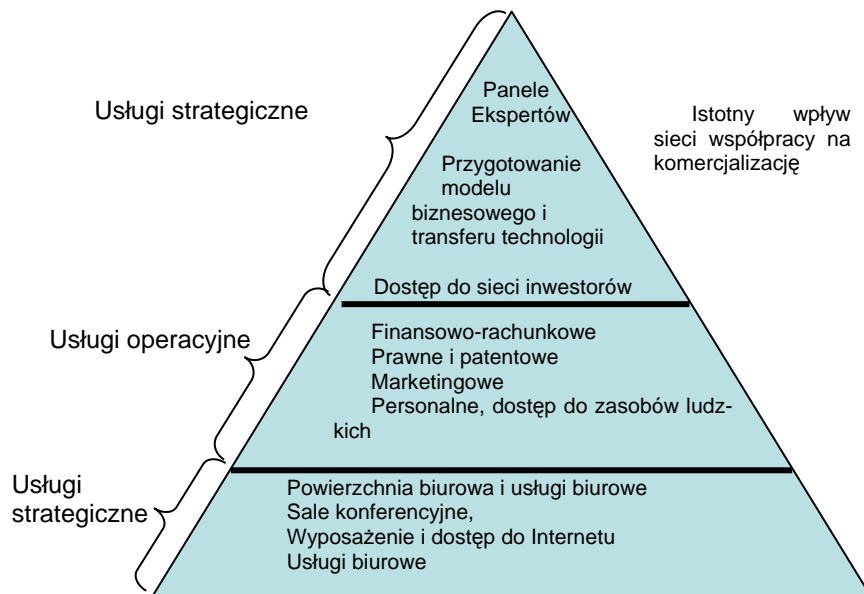 Usługi strategiczne
Panele
Ekspertów
Przygotowanie
modelu
biznesowego i
transferu technologii
Dostęp do sieci inwestorów
Istotny wpływ
sieci współpracy na
komercjalizację
Usługi operacyjne
Finansowo-rachunkowe
Prawne i patentowe
Marketingowe
Personalne, dostęp do zasobów ludz-
kich
Usługi
strategiczne
Powierzchnia biurowa i usługi biurowe
Sale konferencyjne,
Wyposażenie i dostęp do Internetu
Usługi biurowe